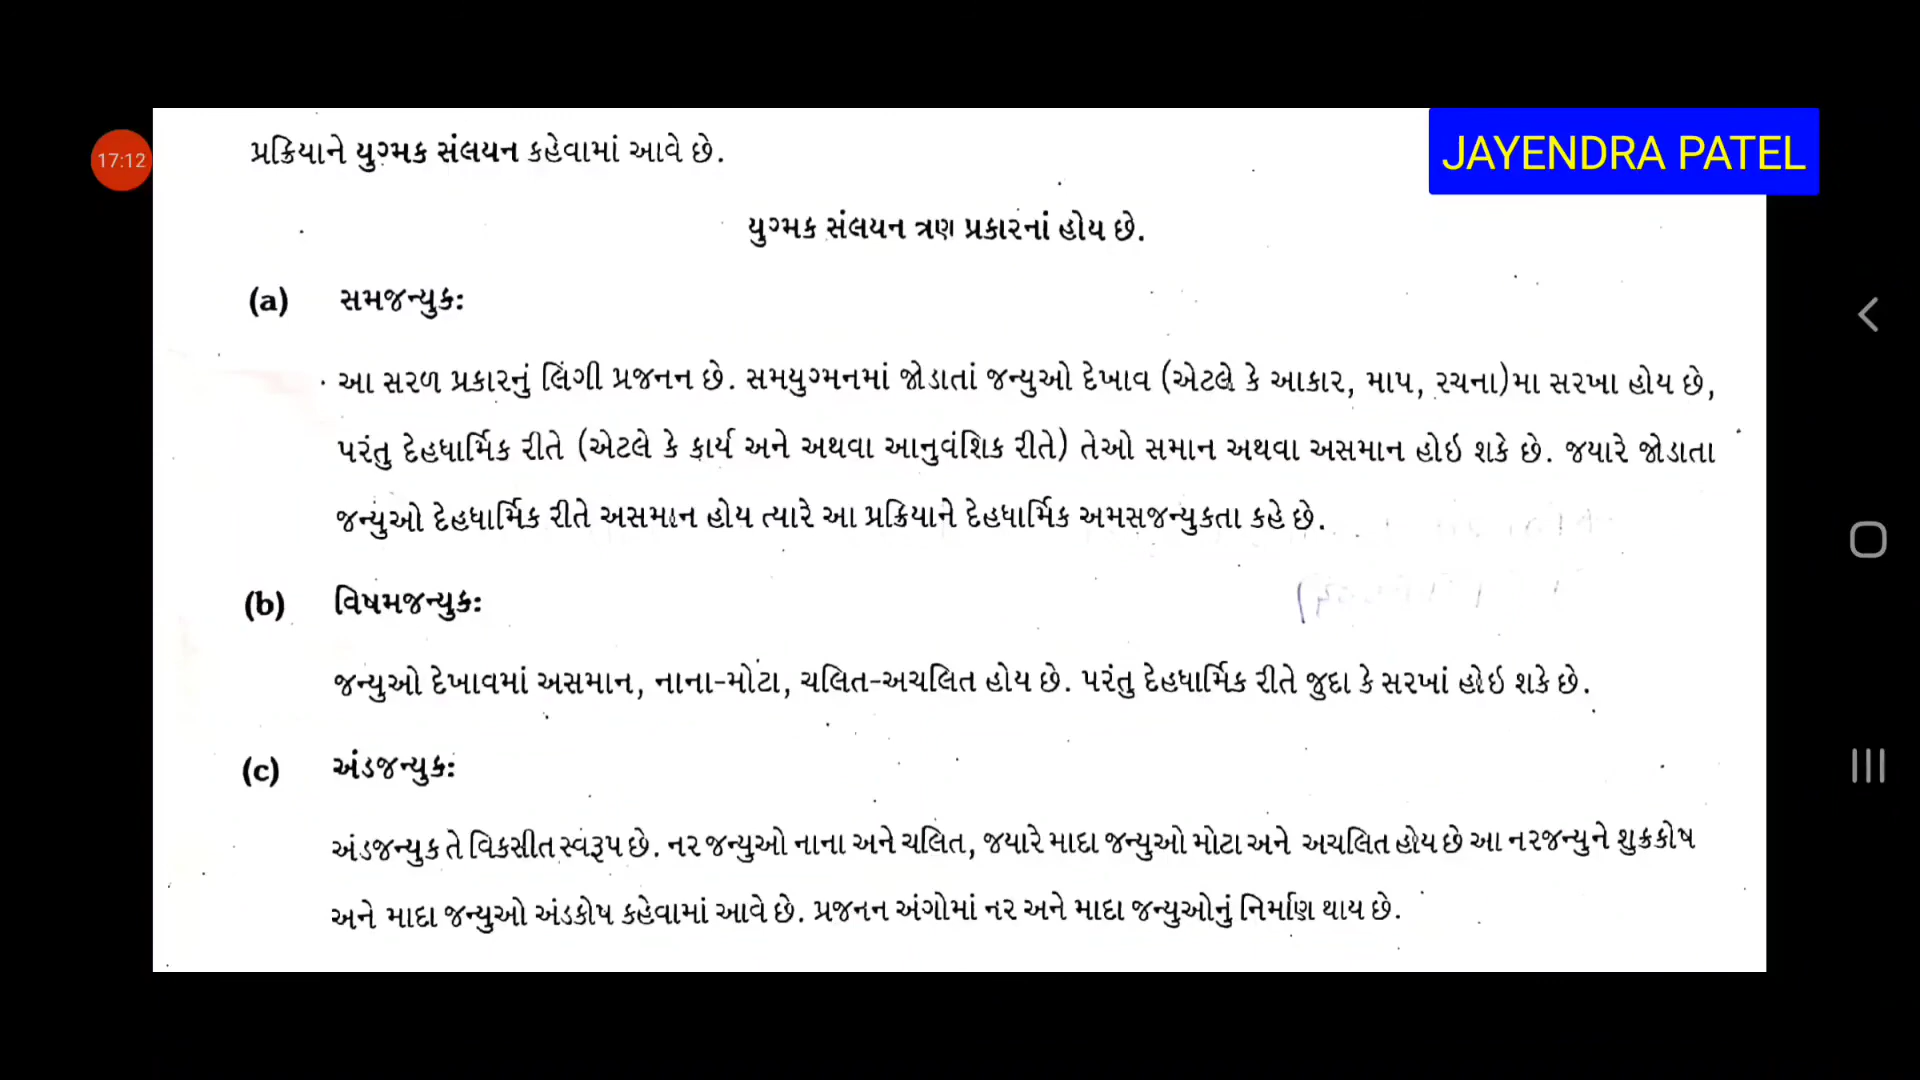 પ્રક્રિયાને યુગ્મક સંલયન કહેવામાં આવે છે.
JAYENDRA PATEL
17:12
યુગ્મક સંલયન ત્રણ પ્રકારનાં હોય છે.
(a) સમજન્યુકઃ
આ સરળ પ્રકારનું લિંગી પ્રજનન છે. સમયુગ્મનમાં જોડાતાં જન્યુઓ દેખાવ (એટલે કે આકાર, માપ, રચના)મા સરખા હોય છે,
પરંતુ દેહધાર્મિક રીતે (એટલે કે કાર્ય અને અથવા આનુવંશિક રીતે) તેઓ સમાન અથવા અસમાન હોઇ શકે છે. જયારે જોડાતા
જન્યુઓ દેહધાર્મિક રીતે અસમાન હોય ત્યારે આ પ્રક્રિયાને દેહધાર્મિક અમસજન્યુકતા કહે છે.
(b) વિષમજન્યુકઃ
જન્યુઓ દેખાવમાં અસમાન, નાના-મોટા, ચલિત-અચલિત હોય છે. પરંતુ દેહધાર્મિક રીતે જુદા કે સરખાં હોઇ શકે છે.
(c) અંડજન્યુકઃ
અંડજન્યુક તે વિકસીત સ્વરૂપ છે. નર જન્યુઓ નાના અને ચલિત, જયારે માદા જન્યુઓ મોટા અને અચલિત હોય છે આ નરજન્યુને શુક્રકોષ
અને માદા જન્યુઓ અંડકોષ કહેવામાં આવે છે. પ્રજનન અંગોમાં નર અને માદા જન્યુઓનું નિર્માણ થાય છે.